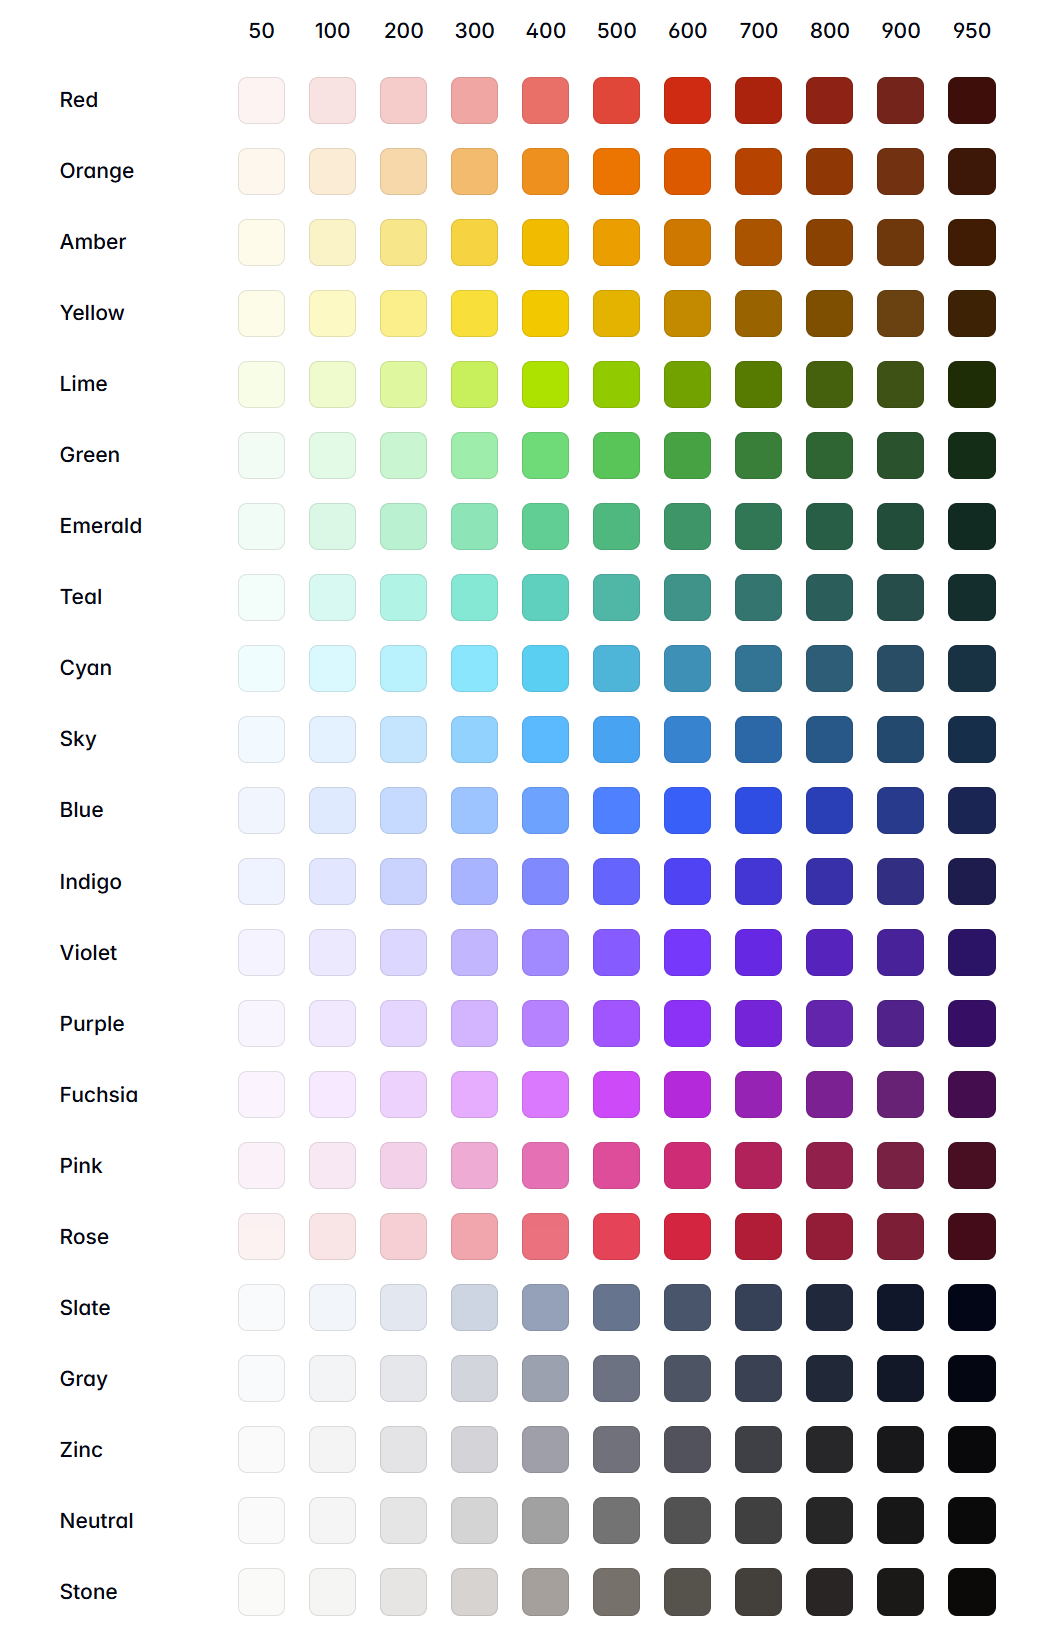 50 100 200 300 400 500 600 700 800 900 950
Red
Orange
Amber
Yellow
Lime
Green
Emerald
Teal
Cyan
Sky
Blue
Indigo
Violet
Purple
Fuchsia
Pink
Rose
Slate
Gray
Zinc
Neutral
Stone